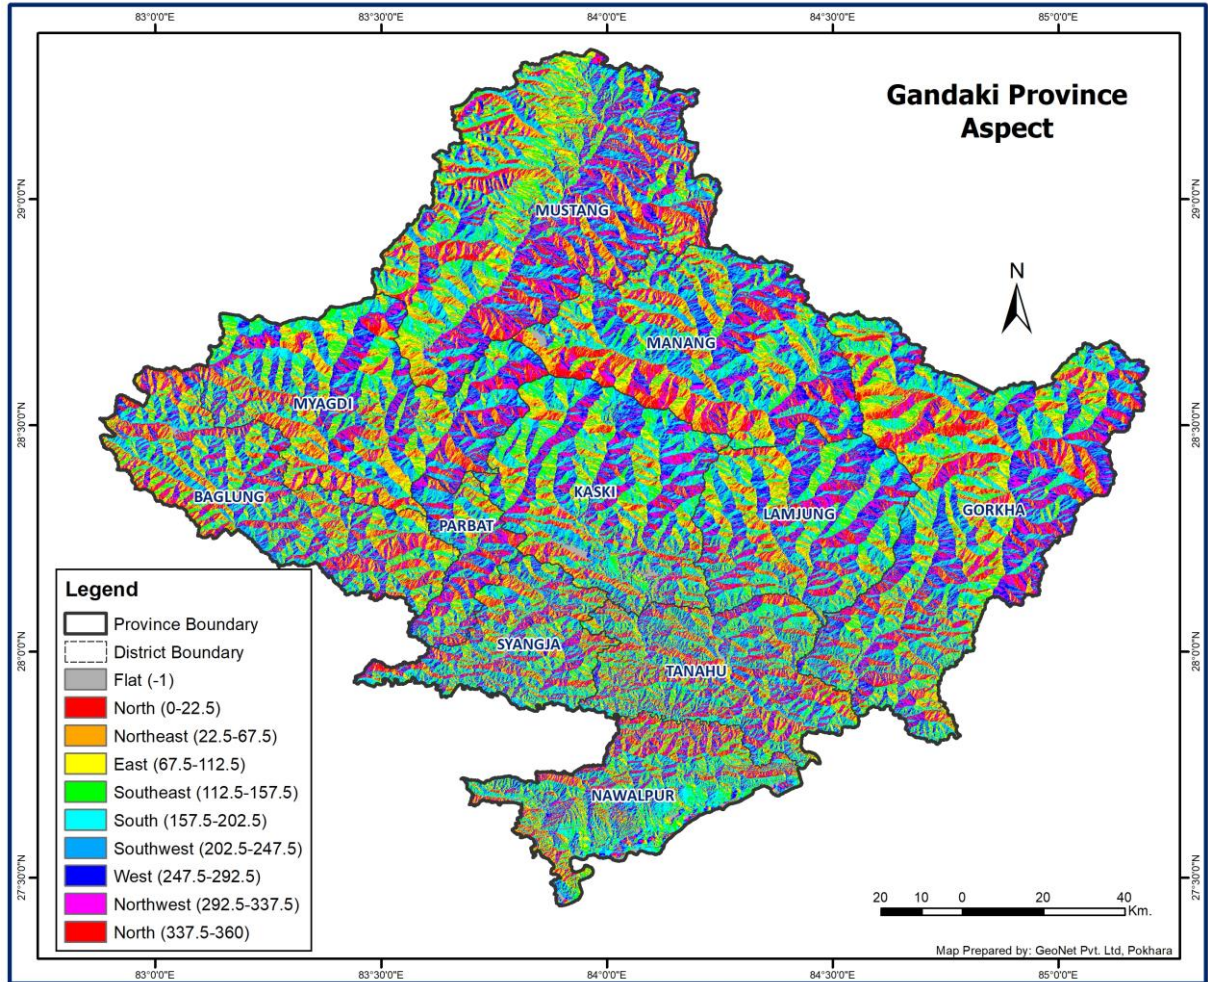 83°0'0"E 83°30'0"E 84°0'0"E 84°30'0"E 85°0'0"E
Gandaki Province
Aspect
29°0'0"N 29°0'0"N
MUSTANG
N
MANANG
MYAGDI
28°30'0"N 28°30'0"N
BAGLUNG
KASKI
PARBAT
LAMJUNG
GORKHA
SYANGJA
TANAHU
28°0'0"N 28°0'0"N
NAWALPUR
27°30'0"N 27°30'0"N
Legend
Province Boundary
District Boundary
Flat (-1)
North (0-22.5)
Northeast (22.5-67.5)
East (67.5-112.5)
Southeast (112.5-157.5)
South (157.5-202.5)
Southwest (202.5-247.5)
West (247.5-292.5)
Northwest (292.5-337.5)
North (337.5-360)
20 10 0 20 40
Km.
Map Prepared by: GeoNet Pvt. Ltd, Pokhara
83°0'0"E 83°30'0"E 84°0'0"E 84°30'0"E 85°0'0"E